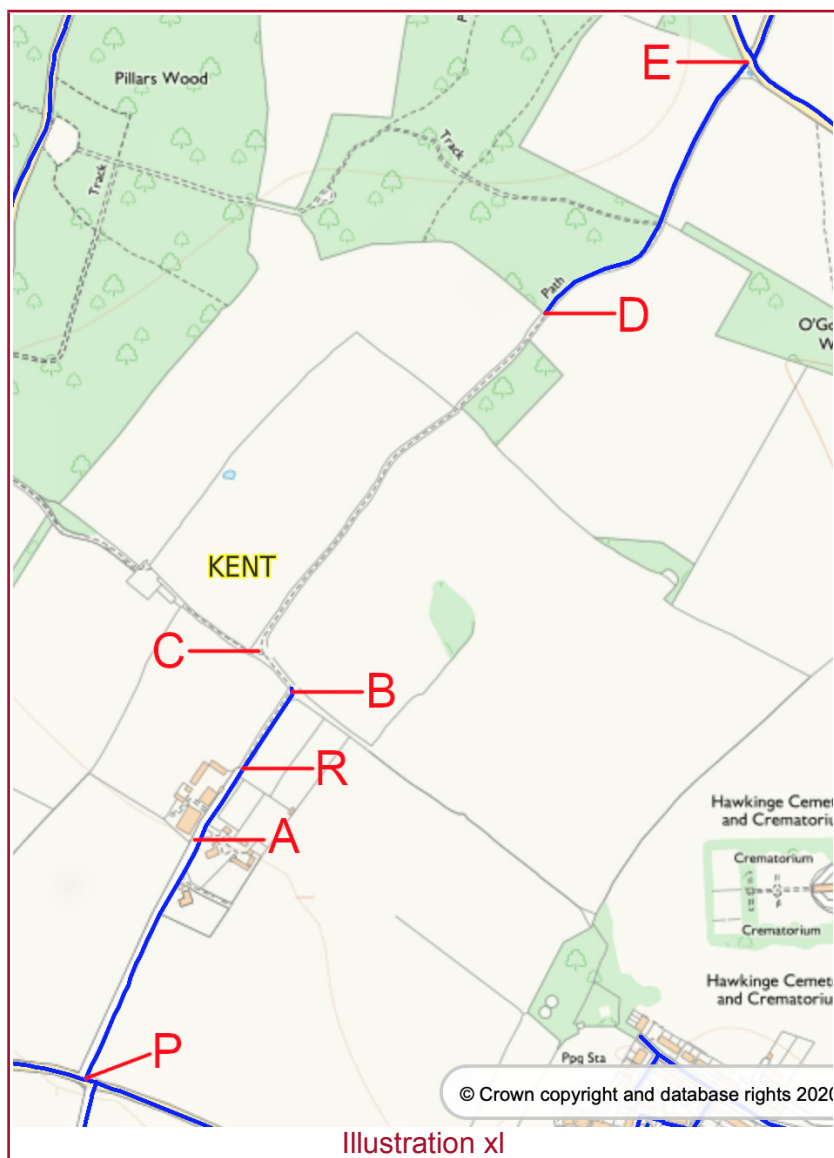 E
Pillars Wood
Track
Track
Path
D
O'Go
W
KENT
C
B
R
Hawkinge Cemet
and Crematoriu
A
Crematorium
Crematorium
Hawkinge Cemet
and Crematoriu
P
Ppg Sta
© Crown copyright and database rights 2020
Illustration xl